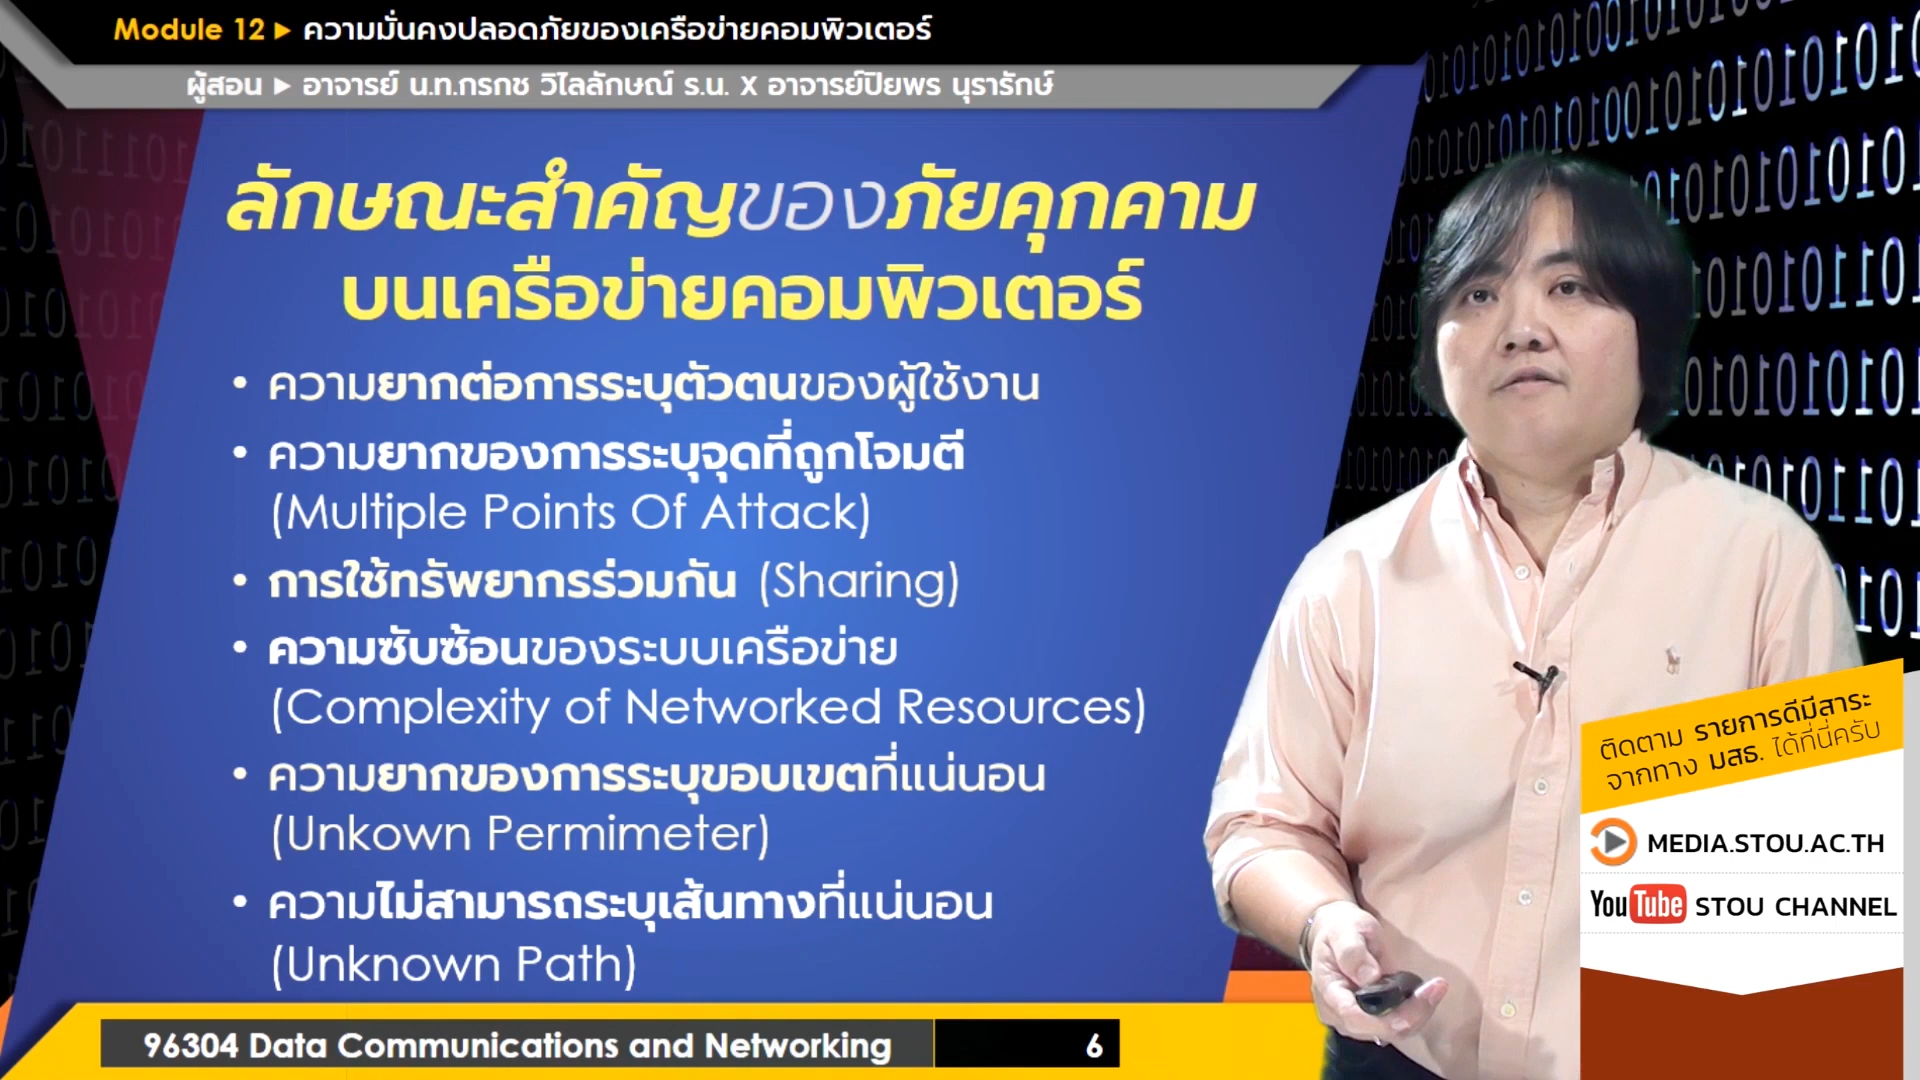 Module 12 ▸ ความมั่นคงปลอดภัยของเครือข่ายคอมพิวเตอร์
ผู้สอน ▸ อาจารย์ น.ท.กรกช วิไลลักษณ์ ร.น. X อาจารย์ปิยพร นุรารักษ์
ลักษณะสำคัญของภัยคุกคาม
บนเครือข่ายคอมพิวเตอร์
• ความยากต่อการระบุตัวตนของผู้ใช้งาน
• ความยากของการระบุจุดที่ถูกโจมตี
(Multiple Points Of Attack)
• การใช้ทรัพยากรร่วมกัน (Sharing)
• ความซับซ้อนของระบบเครือข่าย
(Complexity of Networked Resources)
• ความยากของการระบุขอบเขตที่แน่นอน
(Unkown Permimeter)
• ความไม่สามารถระบุเส้นทางที่แน่นอน
(Unknown Path)
96304 Data Communications and Networking 6
ติดตาม รายการดีมีสาระ
จากทาง มสธ. ได้ที่นี่ครับ
MEDIA.STOU.AC.TH
YouTube STOU CHANNEL